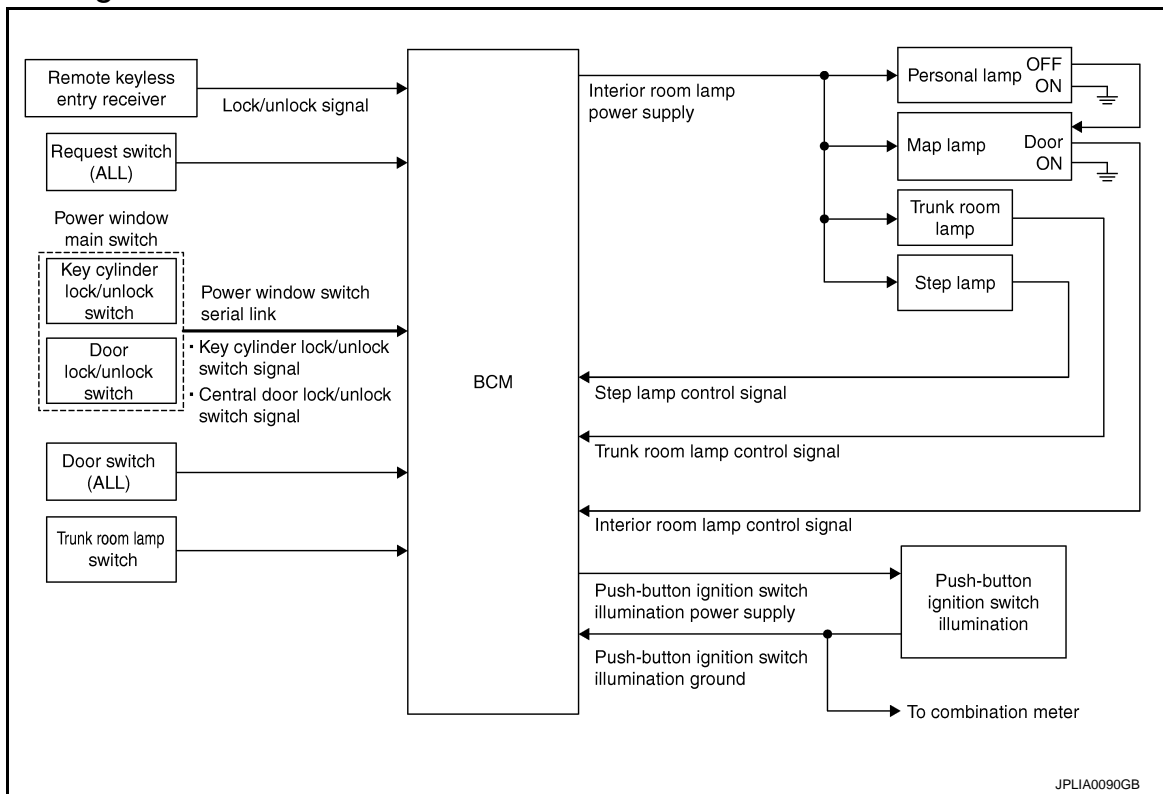 Remote keyless
entry receiver
Lock/unlock signal
Request switch
(ALL)
Power window
main switch
Key cylinder
lock/unlock
switch
Door
lock/unlock
switch
Power window switch
serial link
· Key cylinder lock/unlock
switch signal
· Central door lock/unlock
switch signal
Door switch
(ALL)
Trunk room lamp
switch
BCM
Interior room lamp
power supply
Personal lamp
OFF
ON
Map lamp
Door
ON
Trunk room
lamp
Step lamp
Step lamp control signal
Trunk room lamp control signal
Interior room lamp control signal
Push-button ignition switch
illumination power supply
Push-button
ignition switch
illumination
Push-button ignition switch
illumination ground
To combination meter
JPLIA0090GB